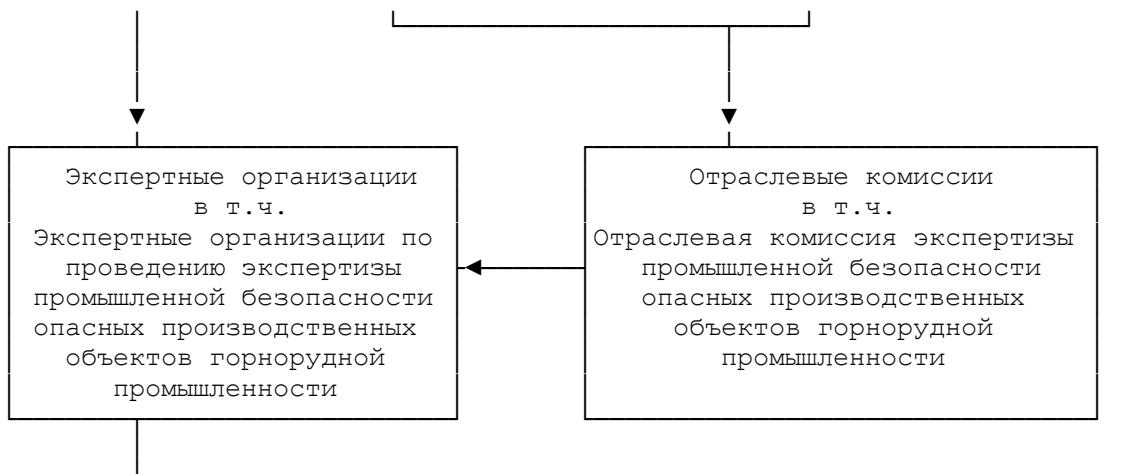 Экспертные организации
в т.ч.
Экспертные организации по
проведению экспертизы
промышленной безопасности
опасных производственных
объектов горнорудной
промышленности
Отраслевые комиссии
в т.ч.
Отраслевая комиссия экспертизы
промышленной безопасности
опасных производственных
объектов горнорудной
промышленности